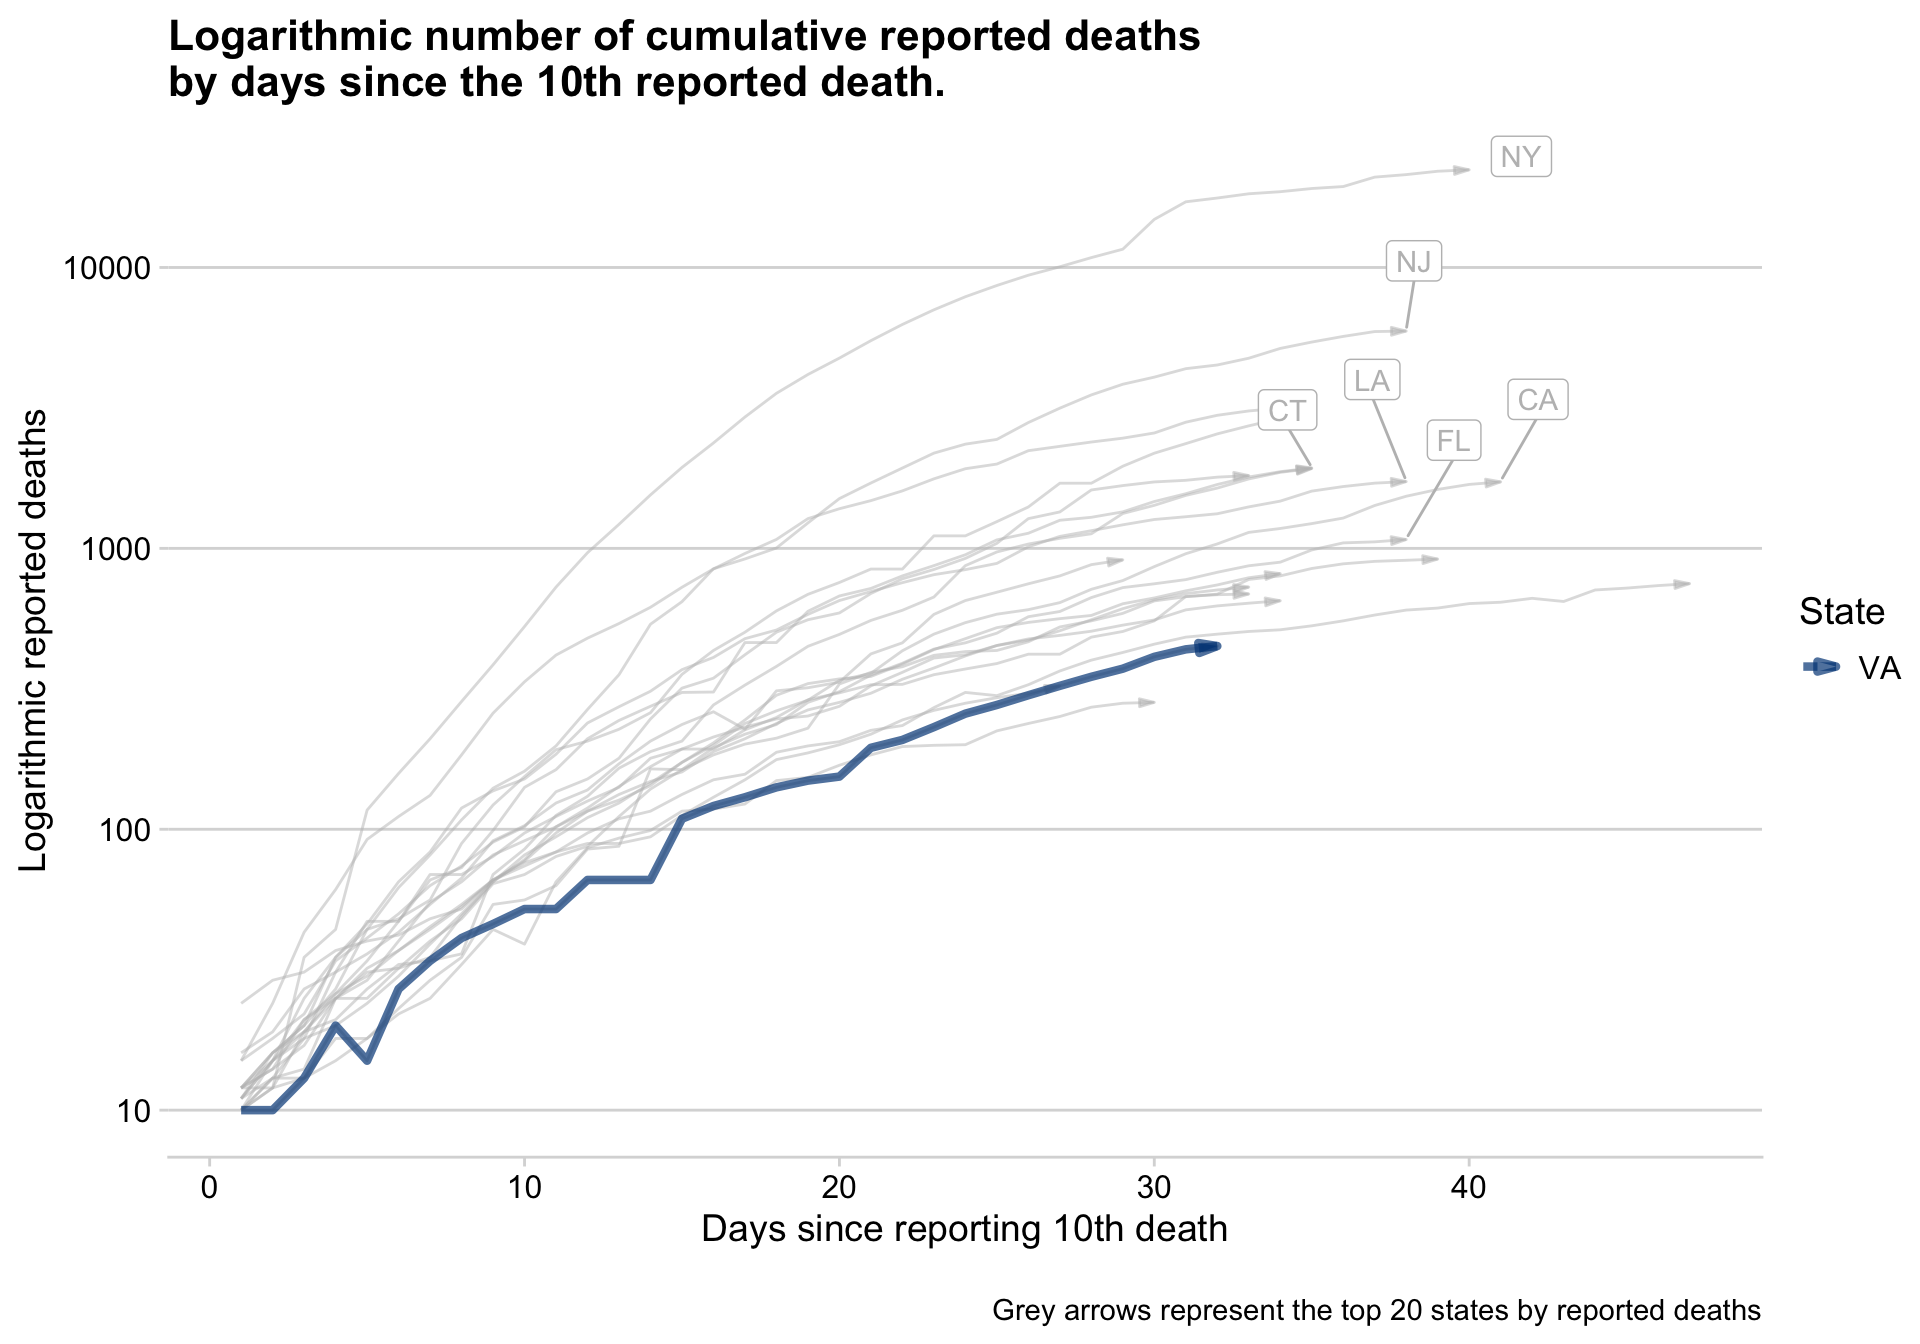 Logarithmic number of cumulative reported deaths
by days since the 10th reported death.
NY
NJ
LA
CA
CT
FL
10000
1000
100
10
Logarithmic reported deaths
State
VA
0 10 20 30 40
Days since reporting 10th death
Grey arrows represent the top 20 states by reported deaths